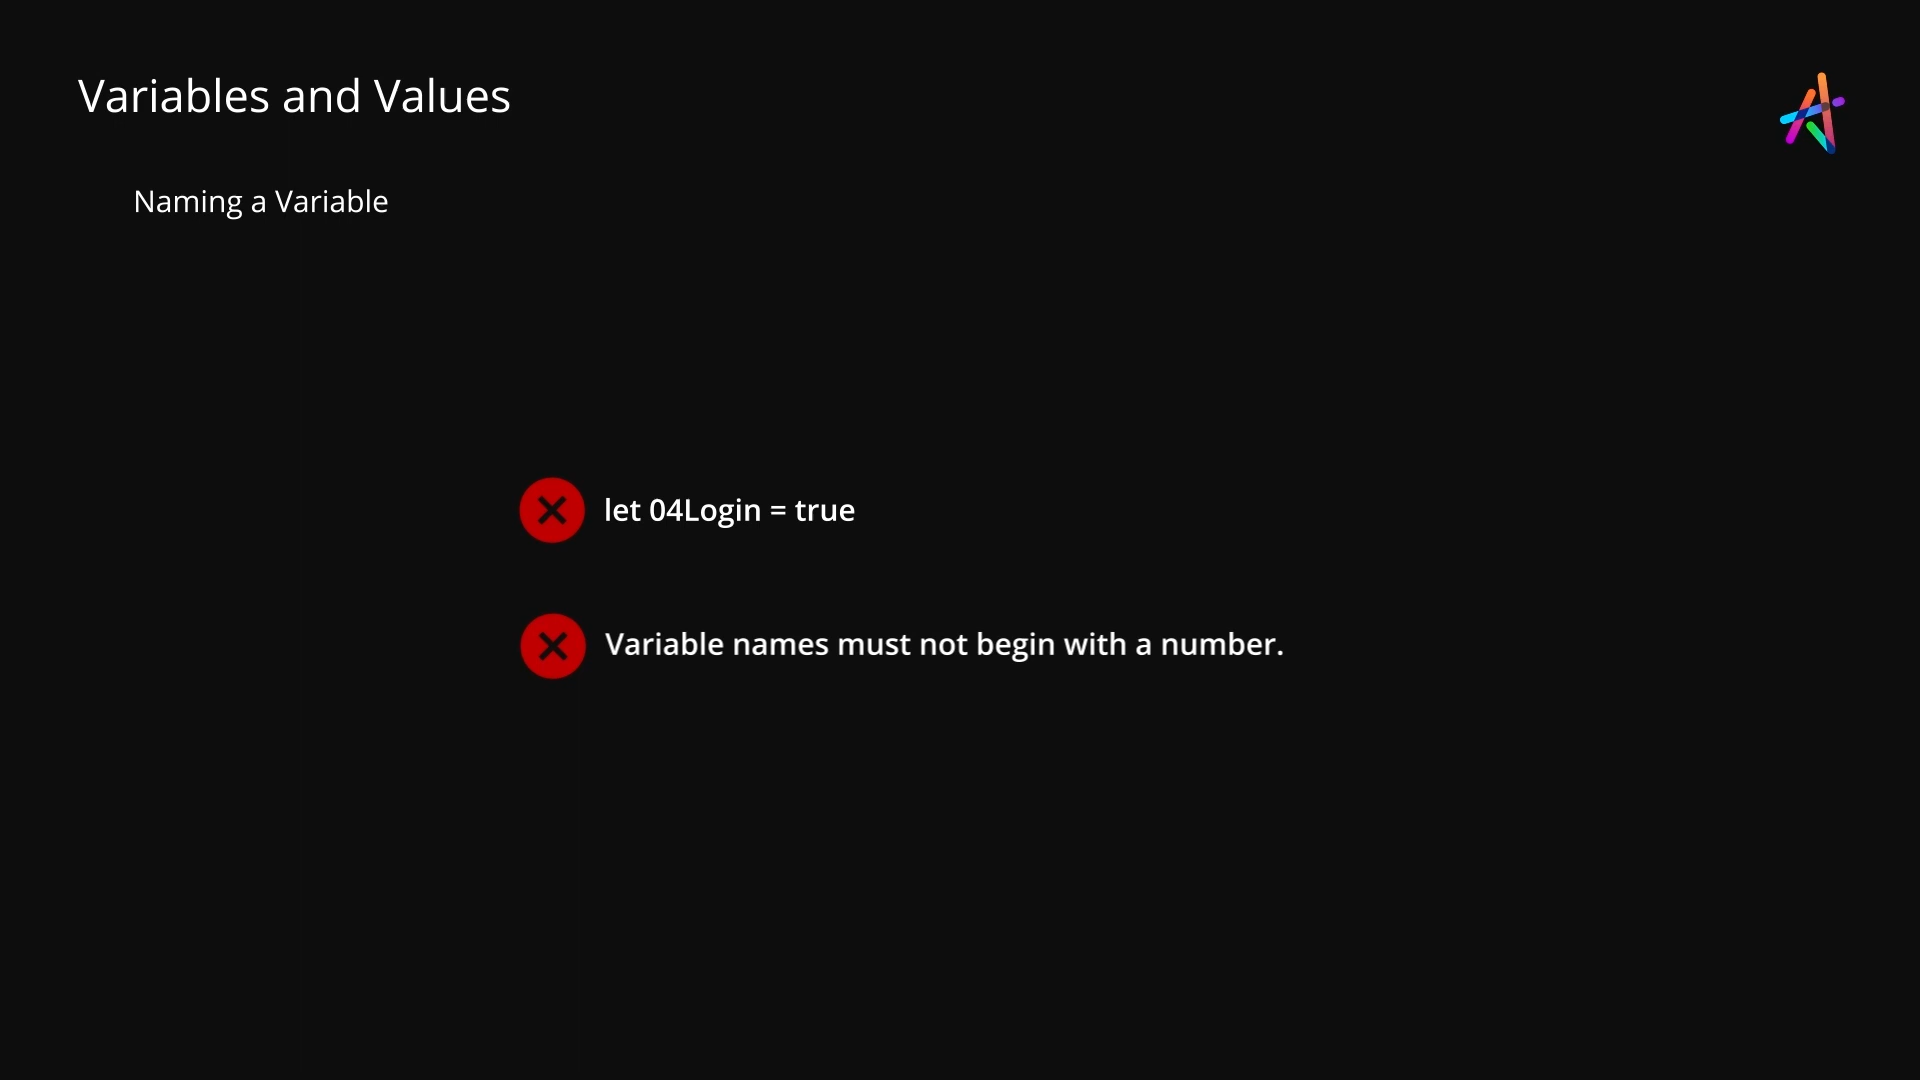 Variables and Values
Naming a Variable
let 04Login = true
Variable names must not begin with a number.